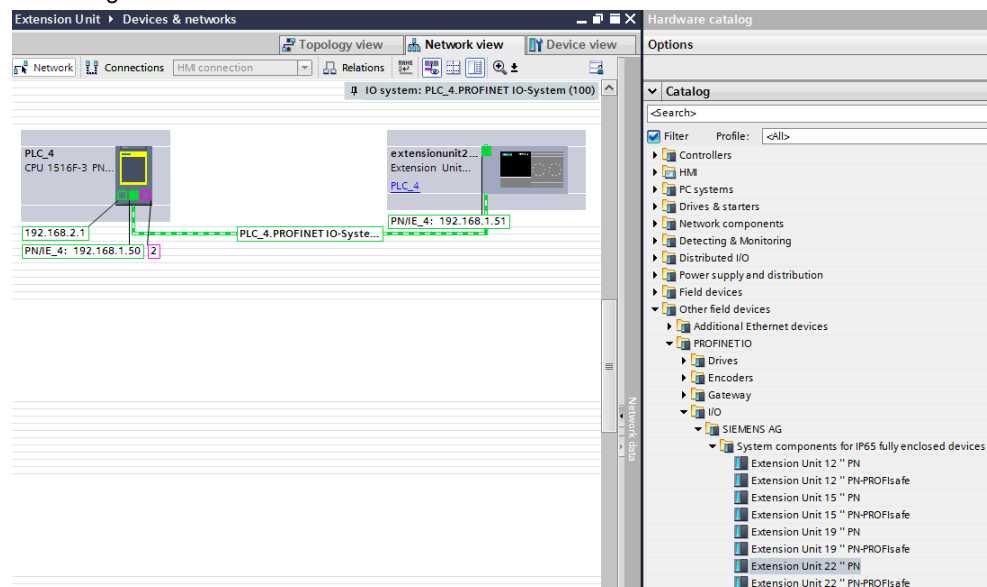 Extension Unit ▸ Devices & networks
Topology view
Network view
Device view
Network
Connections
HMI connection
Relations
IO system: PLC_4.PROFINET IO-System (100)
PLC_4
CPU 1516F-3 PN...
extensionunit2...
Extension Unit...
PLC_4
192.168.2.1
PN/IE_4: 192.168.1.50
2
PLC_4.PROFINET IO-Syste...
PN/IE_4: 192.168.1.51
Network data
Hardware catalog
Options
Catalog
<Search>
Filter
Profile:
<All>
Controllers
HMI
PC systems
Drives & starters
Network components
Detecting & Monitoring
Distributed I/O
Power supply and distribution
Field devices
Other field devices
Additional Ethernet devices
PROFINET IO
Drives
Encoders
Gateway
I/O
SIEMENS AG
System components for IP65 fully enclosed devices
Extension Unit 12 '' PN
Extension Unit 12 '' PN-PROFIsafe
Extension Unit 15 '' PN
Extension Unit 15 '' PN-PROFIsafe
Extension Unit 19 '' PN
Extension Unit 19 '' PN-PROFIsafe
Extension Unit 22 '' PN
Extension Unit 22 '' PN-PROFIsafe